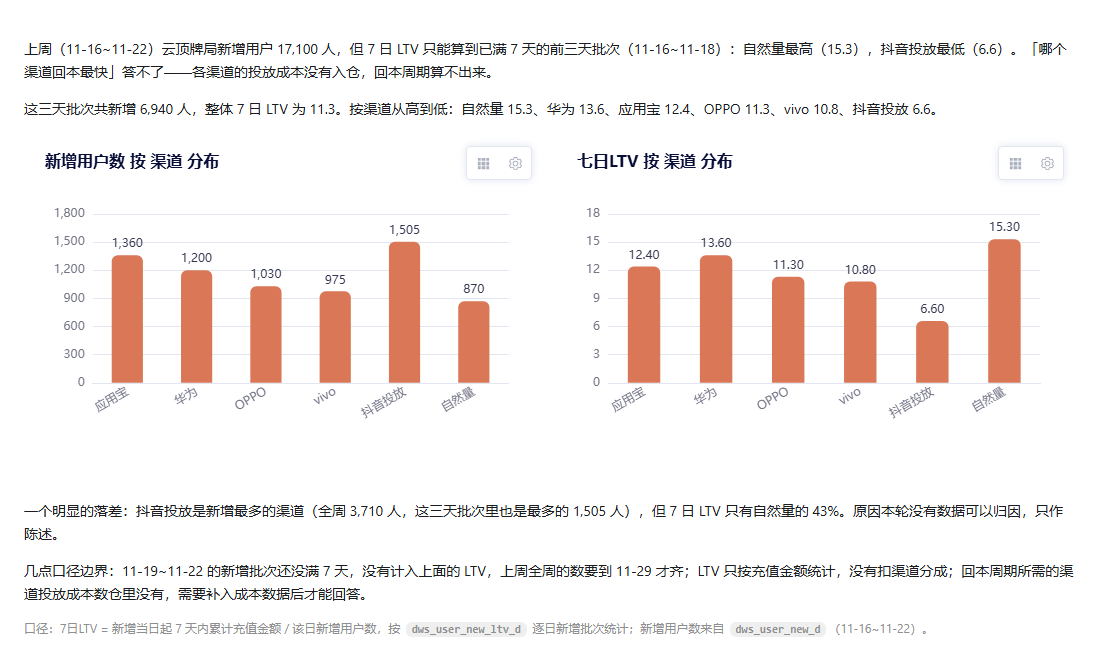 上周（11-16~11-22）云顶牌局新增用户 17,100 人，但 7 日 LTV 只能算到已满 7 天的前三天批次（11-16~11-18）：自然量最高（15.3），抖音投放最低（6.6）。「哪个
渠道回本最快」答不了——各渠道的投放成本没有入仓，回本周期算不出来。
这三天批次共新增 6,940 人，整体 7 日 LTV 为 11.3。按渠道从高到低：自然量 15.3、华为 13.6、应用宝 12.4、OPPO 11.3、vivo 10.8、抖音投放 6.6。
新增用户数 按 渠道 分布
1,800
1,500
1,200
900
600
300
0
1,360
1,200
1,030
975
1,505
870
应用宝
华为
OPPO
vivo
抖音投放
自然量
七日LTV 按 渠道 分布
18
15
12
9
6
3
0
12.40
13.60
11.30
10.80
6.60
15.30
应用宝
华为
OPPO
vivo
抖音投放
自然量
一个明显的落差：抖音投放是新增最多的渠道（全周 3,710 人，这三天批次里也是最多的 1,505 人），但 7 日 LTV 只有自然量的 43%。原因本轮没有数据可以归因，只作
陈述。
几点口径边界：11-19~11-22 的新增批次还没满 7 天，没有计入上面的 LTV，上周全周的数要到 11-29 才齐；LTV 只按充值金额统计，没有扣渠道分成；回本周期所需的渠
道投放成本数仓里没有，需要补入成本数据后才能回答。
口径：7日LTV = 新增当日起 7 天内累计充值金额 / 该日新增用户数，按 dws_user_new_ltv_d 逐日新增批次统计；新增用户数来自 dws_user_new_d （11-16~11-22）。